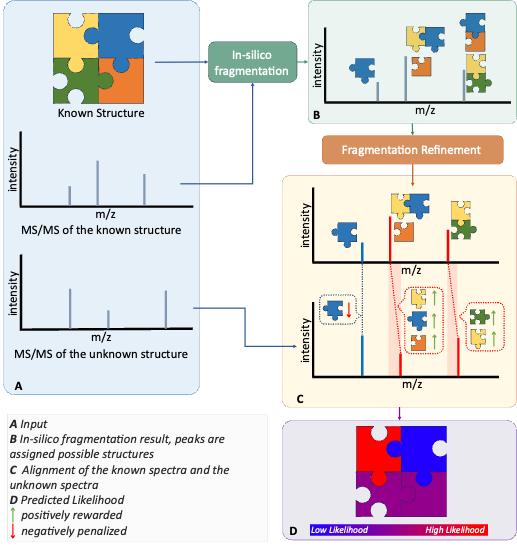 Known Structure
intensity
m/z
MS/MS of the known structure
intensity
m/z
MS/MS of the unknown structure
A
In-silico
fragmentation
intensity
m/z
B
Fragmentation Refinement
intensity
m/z
intensity
m/z
C
Low Likelihood
High Likelihood
D
A Input
B In-silico fragmentation result, peaks are
assigned possible structures
C Alignment of the known spectra and the
unknown spectra
D Predicted Likelihood
positively rewarded
negatively penalized